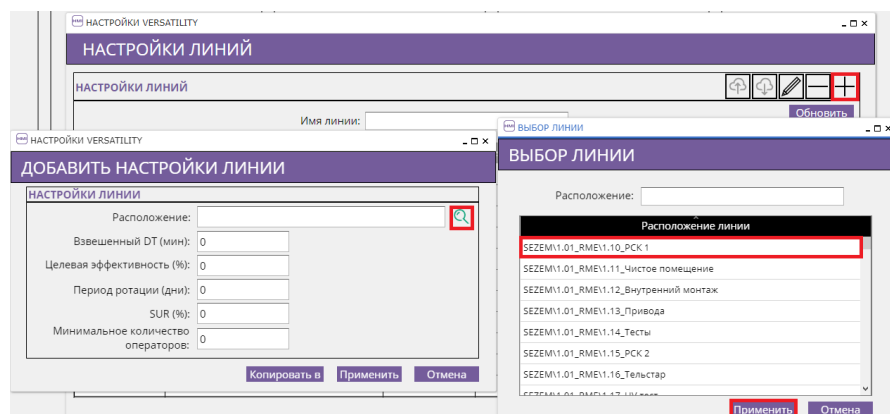 НАСТРОЙКИ VERSATILITY
НАСТРОЙКИ ЛИНИЙ
НАСТРОЙКИ ЛИНИЙ
Имя линии:
Обновить
НАСТРОЙКИ VERSATILITY
ДОБАВИТЬ НАСТРОЙКИ ЛИНИИ
НАСТРОЙКИ ЛИНИИ
Расположение:
Взвешенный DT (мин): 0
Целевая эффективность (%): 0
Период ротации (дни): 0
SUR (%): 0
Минимальное количество
операторов: 0
Копировать в Применить Отмена
ВЫБОР ЛИНИИ
ВЫБОР ЛИНИИ
Расположение:
Расположение линии
SEZEM\1.01_RME\1.10_РСК 1
SEZEM\1.01_RME\1.11_Чистое помещение
SEZEM\1.01_RME\1.12_Внутренний монтаж
SEZEM\1.01_RME\1.13_Привода
SEZEM\1.01_RME\1.14_Тесты
SEZEM\1.01_RME\1.15_РСК 2
SEZEM\1.01_RME\1.16_Тельстар
Применить Отмена